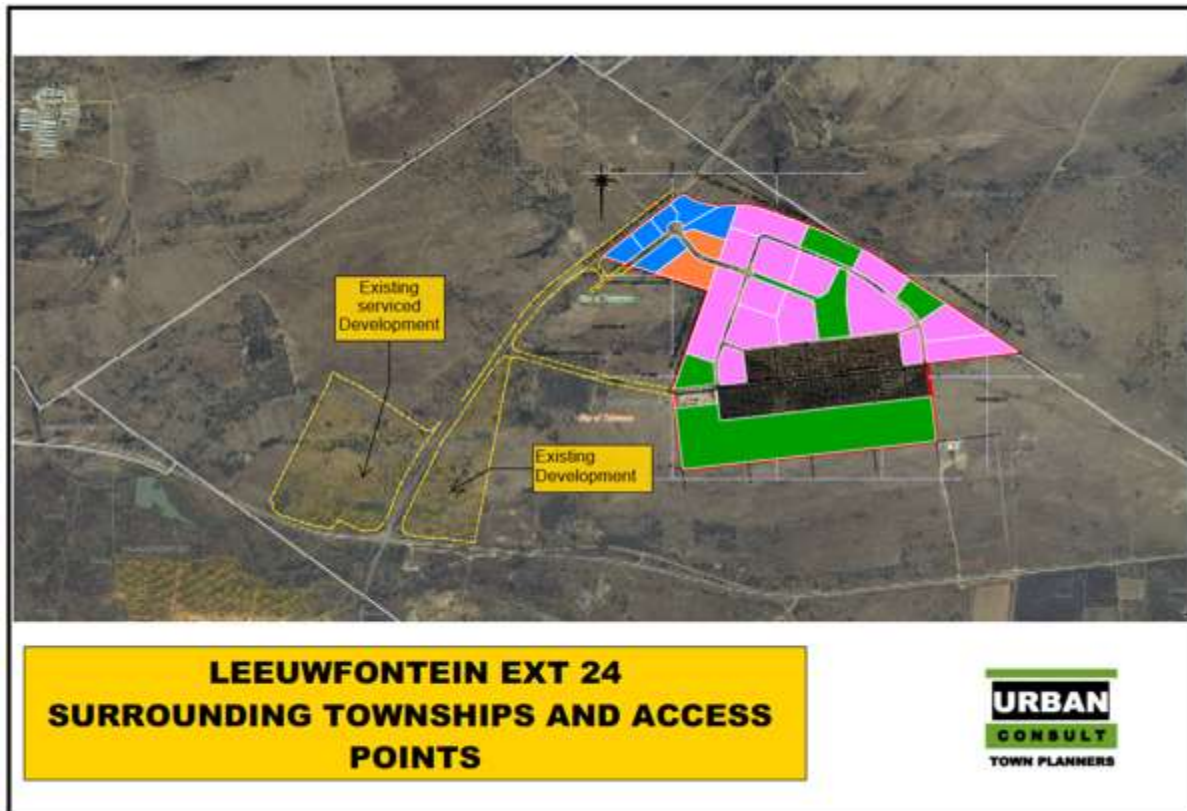 Existing
serviced
Development
Existing
Development
LEEUWFONTEIN EXT 24
SURROUNDING TOWNSHIPS AND ACCESS
POINTS
URBAN
CONSULT
TOWN PLANNERS